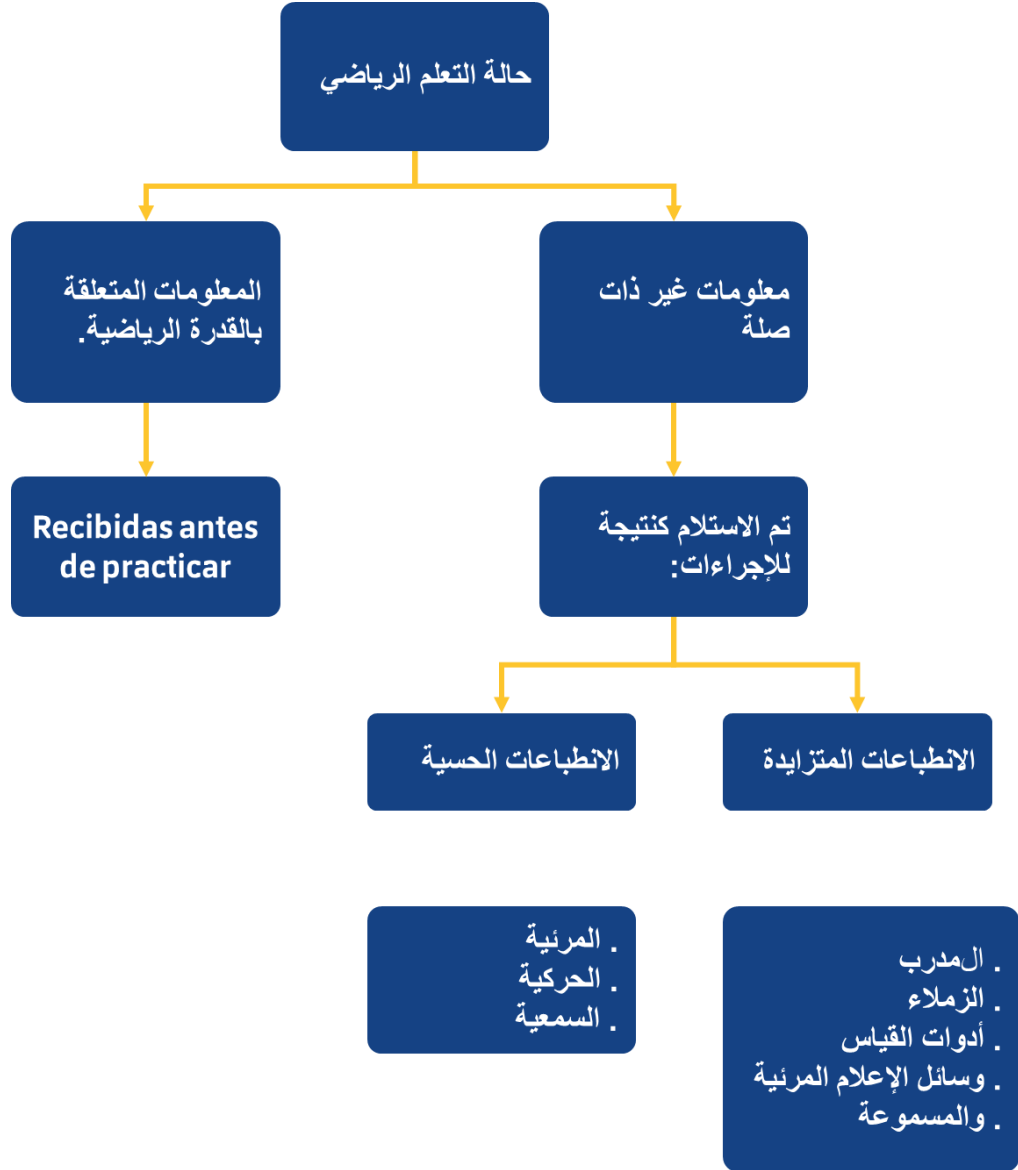 حالة التعلم الرياضي
معلومات غير ذات
صلة
المعلومات المتعلقة
بالقدرة الرياضية.
تم الاستلام كنتيجة
للإجراءات:
Recibidas antes
de practicar
الانطباعات المتزايدة
الانطباعات الحسية
. المدرب
. الزملاء
. أدوات القياس
. وسائل الإعلام المرئية
. والمسموعة
. المرئية
. الحركية
. السمعية